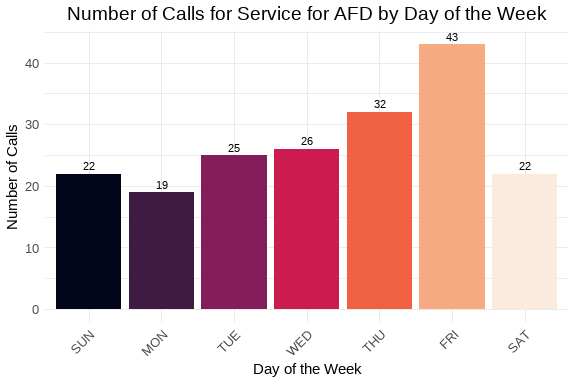 Number of Calls for Service for AFD by Day of the Week
Number of Calls
40
30
20
10
0
22
19
25
26
32
43
22
SUN
MON
TUE
WED
THU
FRI
SAT
Day of the Week